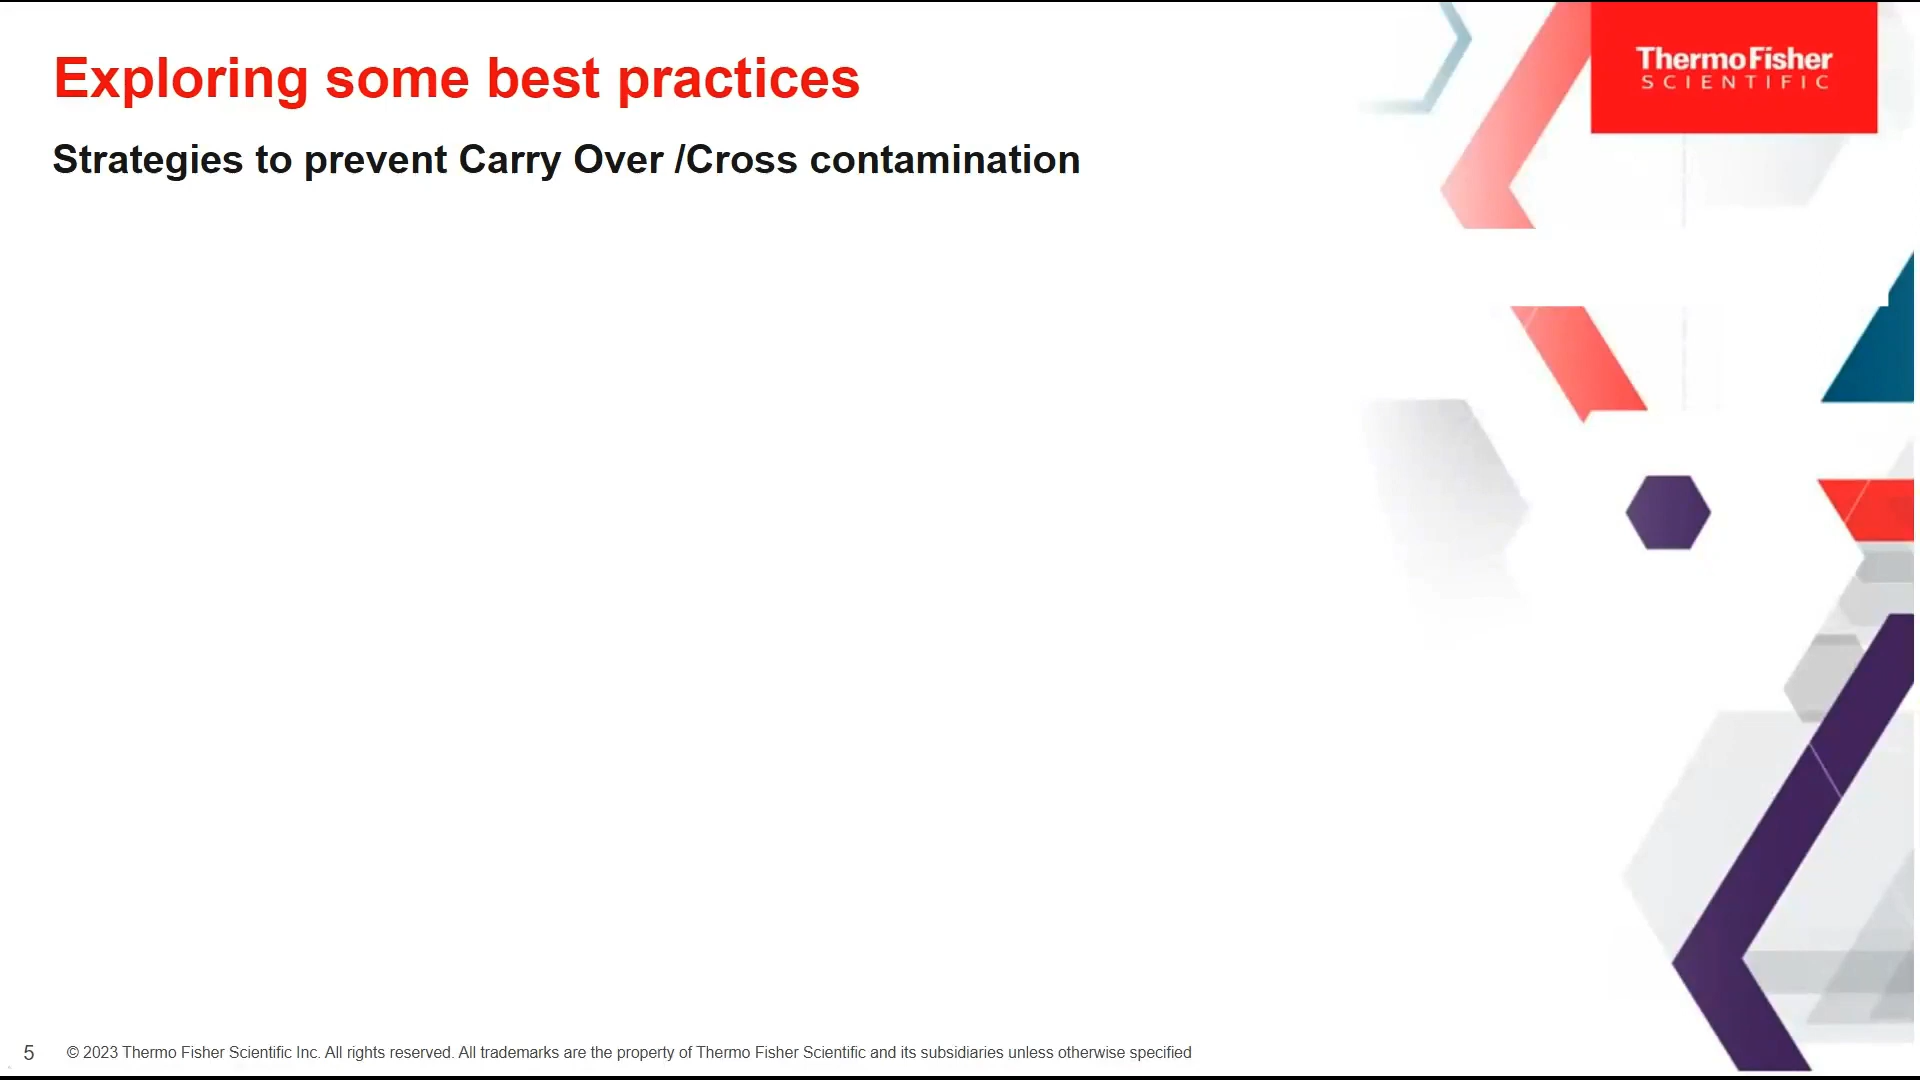 ThermoFisher
SCIENTIFIC
Exploring some best practices
Strategies to prevent Carry Over /Cross contamination
5
© 2023 Thermo Fisher Scientific Inc. All rights reserved. All trademarks are the property of Thermo Fisher Scientific and its subsidiaries unless otherwise specified